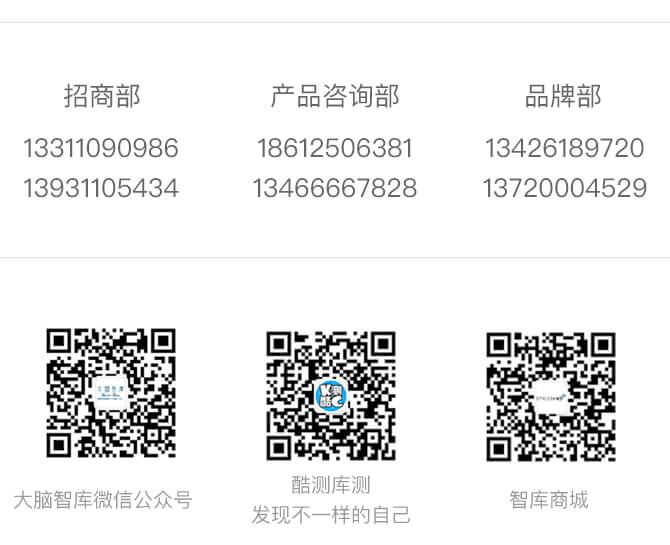 招商部 产品咨询部 品牌部
13311090986 18612506381 13426189720
13931105434 13466667828 13720004529
大脑智库微信公众号
酷测库测
发现不一样的自己
智库商城